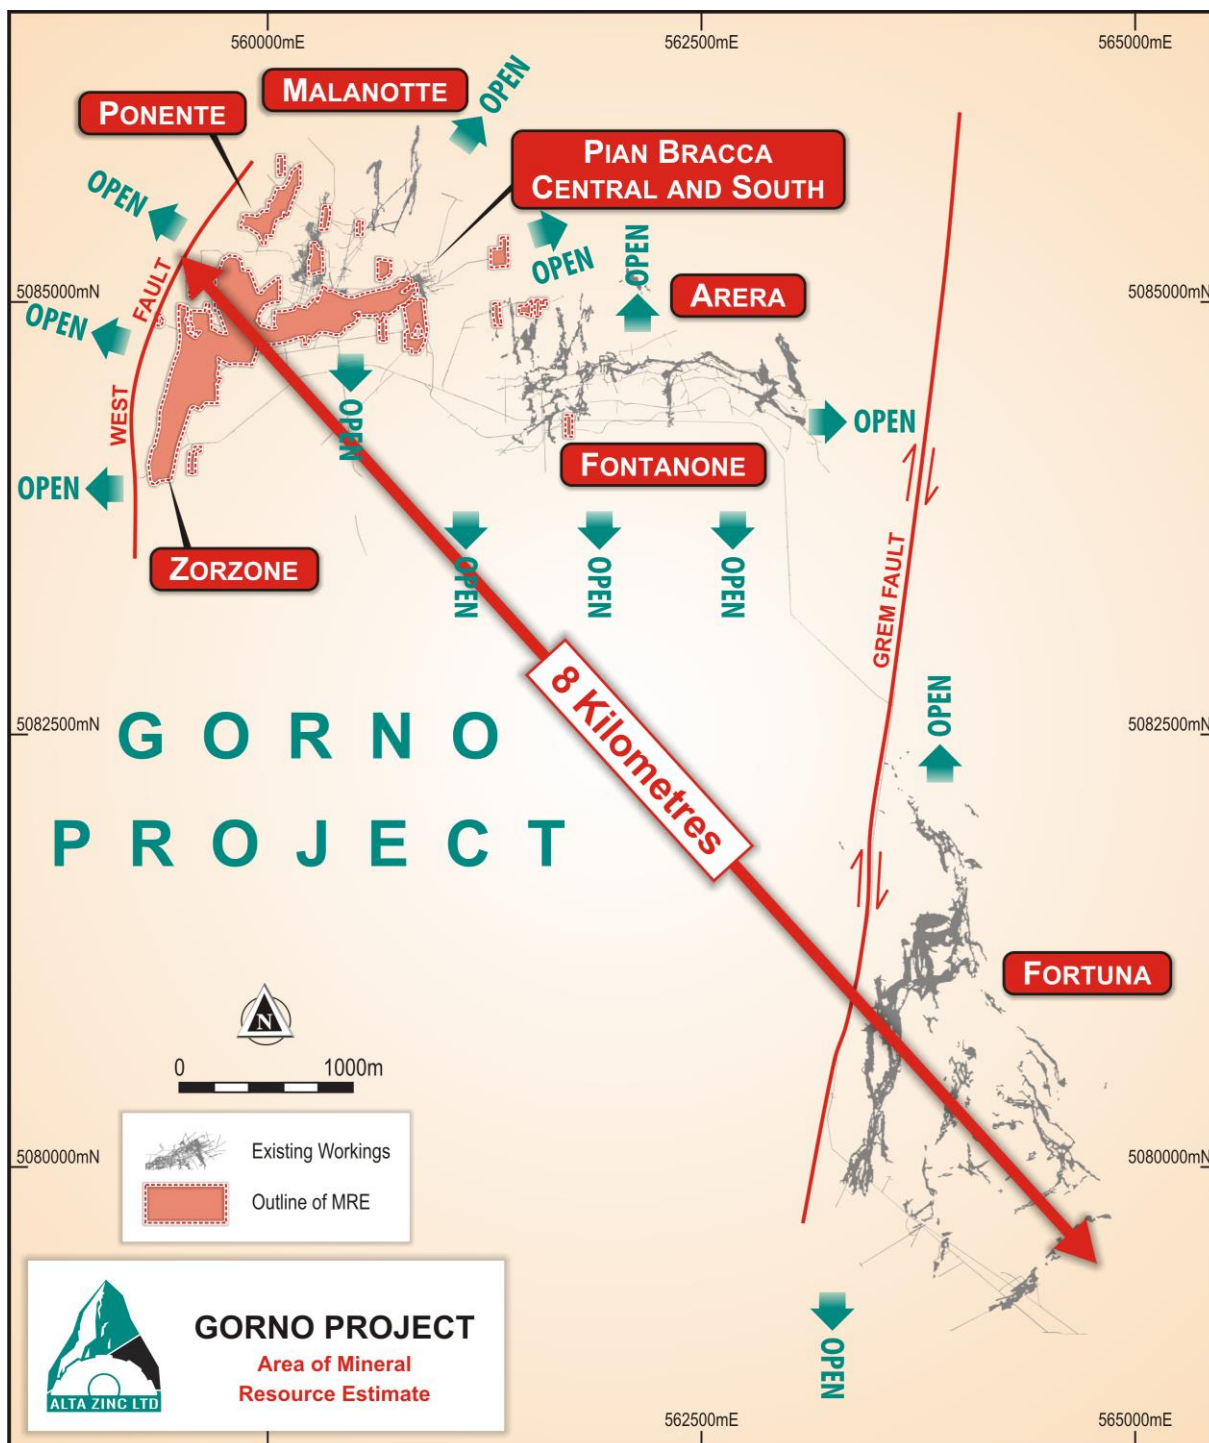 560000mE
562500mE
565000mE
MALANOTTE
OPEN
PONENTE
PIAN BRACCA
CENTRAL AND SOUTH
OPEN
OPEN
OPEN
ARERA
5085000mN
5085000mN
WEST FAULT
OPEN
OPEN
OPEN
FONTANONE
OPEN
ZORZONE
OPEN
OPEN
OPEN
GREM FAULT
8 Kilometres
OPEN
5082500mN
5082500mN
GORNO
PROJECT
FORTUNA
N
0 1000m
Existing Workings
Outline of MRE
5080000mN
5080000mN
OPEN
GORNO PROJECT
Area of Mineral
Resource Estimate
ALTA ZINC LTD
562500mE
565000mE